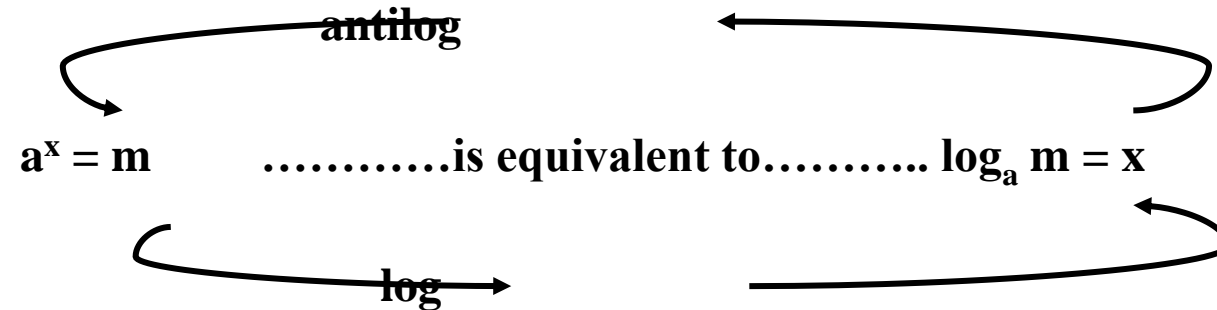 antilog
aˣ = m …………is equivalent to……….. logₐ m = x
log